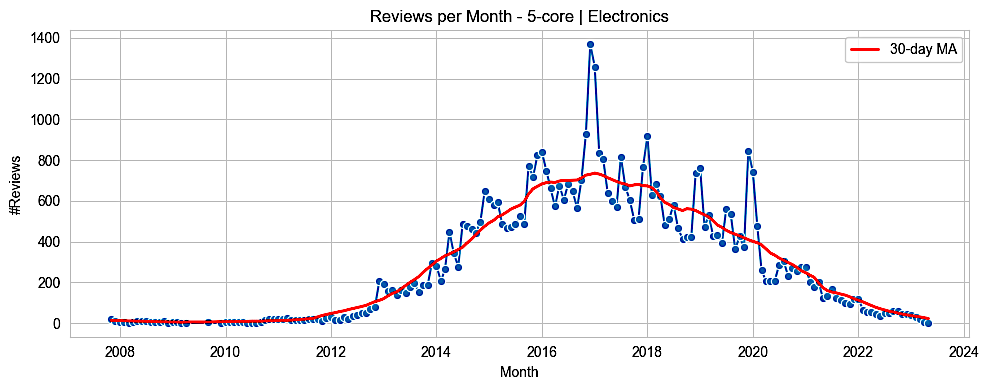 Reviews per Month - 5-core | Electronics
30-day MA
#Reviews
1400
1200
1000
800
600
400
200
0
2008 2010 2012 2014 2016 2018 2020 2022 2024
Month